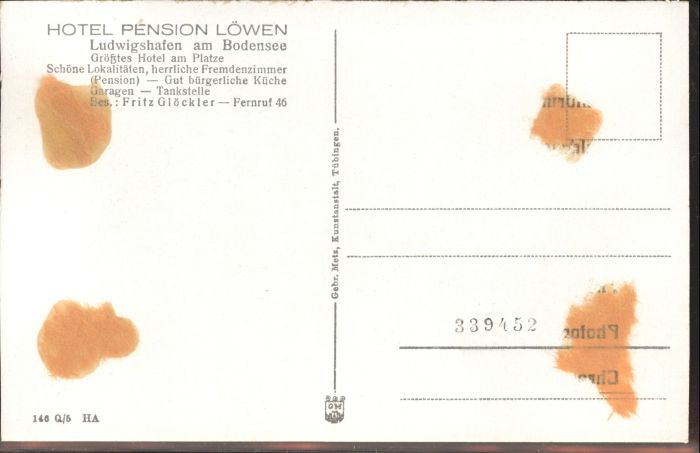 HOTEL PENSION LÖWEN
Ludwigshafen am Bodensee
Größtes Hotel am Platze
Schöne Lokalitäten, herrliche Fremdenzimmer
(Pension) — Gut bürgerliche Küche
Garagen — Tankstelle
Bes.: Fritz Glöckler — Fernruf 46
Gebr. Metz, Kunstanstalt, Tübingen.
339452
146 Q/5 HA